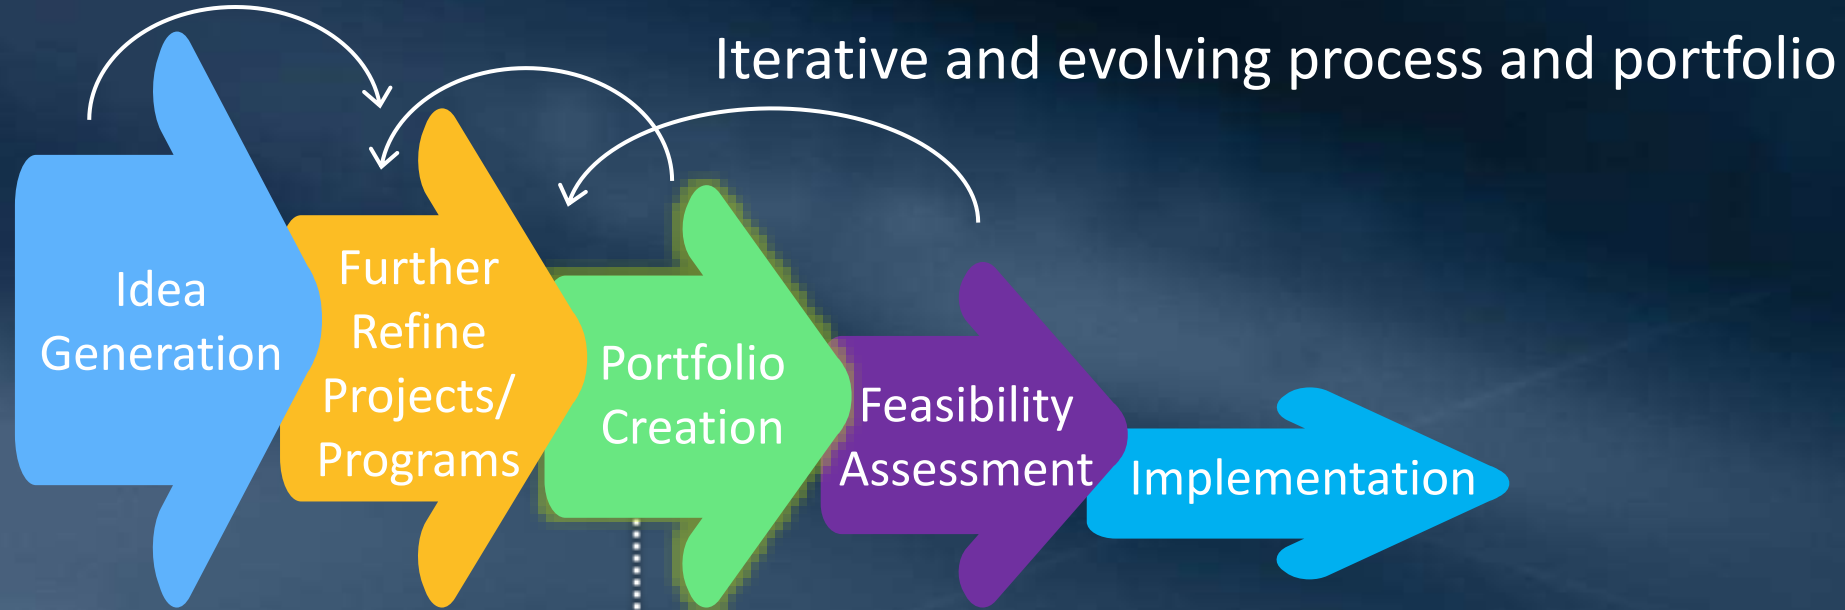 Iterative and evolving process and portfolio
Idea
Generation
Further
Refine
Projects/
Programs
Portfolio
Creation
Feasibility
Assessment
Implementation